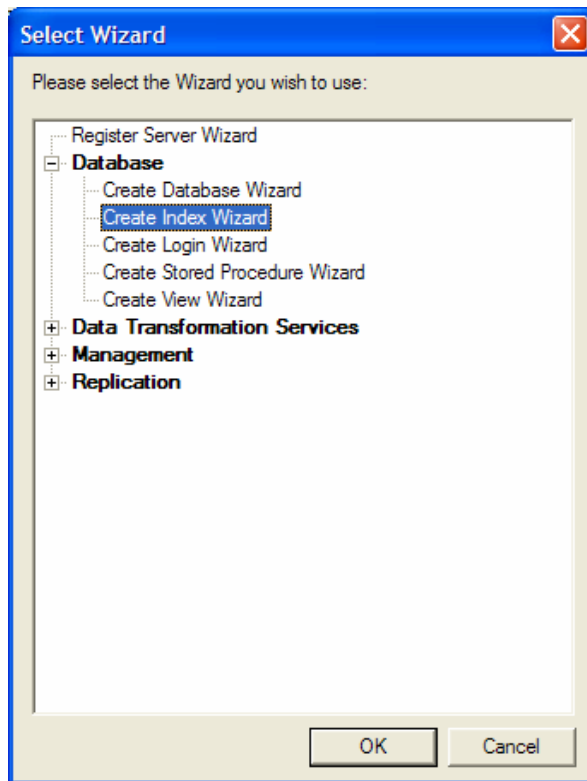 Select Wizard
Please select the Wizard you wish to use:
Register Server Wizard
Database
Create Database Wizard
Create Index Wizard
Create Login Wizard
Create Stored Procedure Wizard
Create View Wizard
Data Transformation Services
Management
Replication
OK Cancel